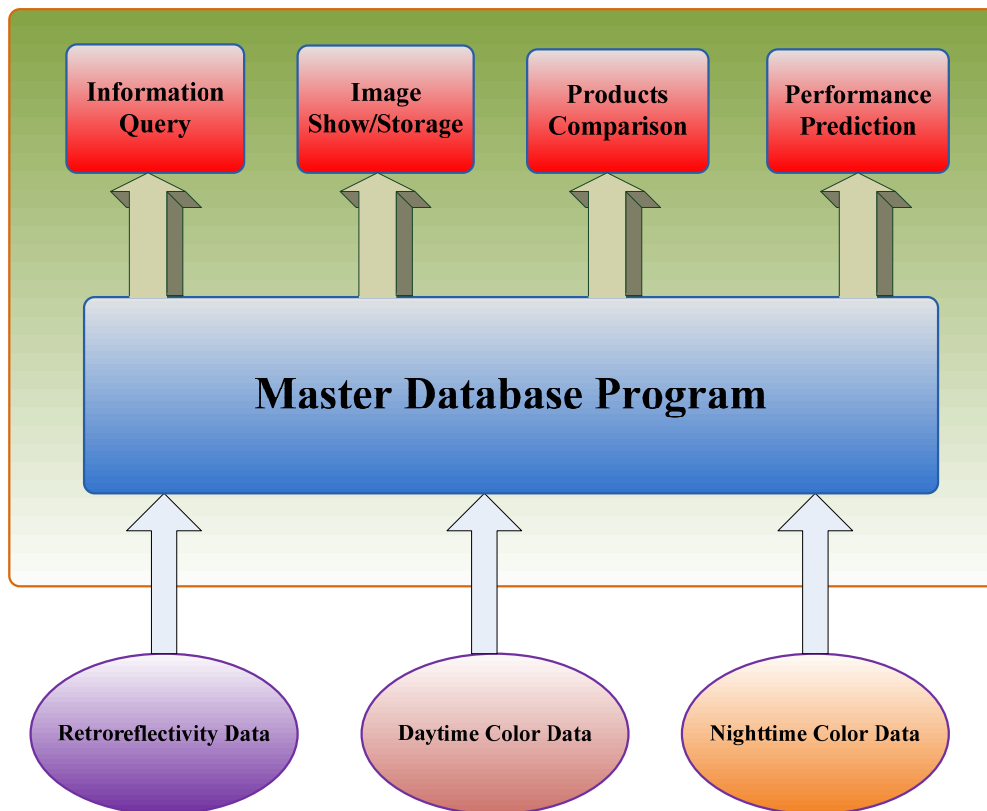 Information
Query
Image
Show/Storage
Products
Comparison
Performance
Prediction
Master Database Program
Retroreflectivity Data
Daytime Color Data
Nighttime Color Data